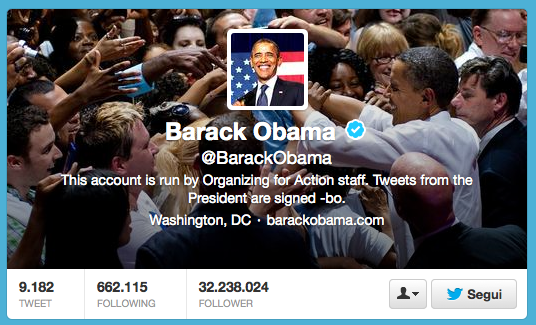 Barack Obama
@BarackObama
This account is run by Organizing for Action staff. Tweets from the
President are signed -bo.
Washington, DC · barackobama.com
9.182 662.115 32.238.024
TWEET FOLLOWING FOLLOWER
Segui